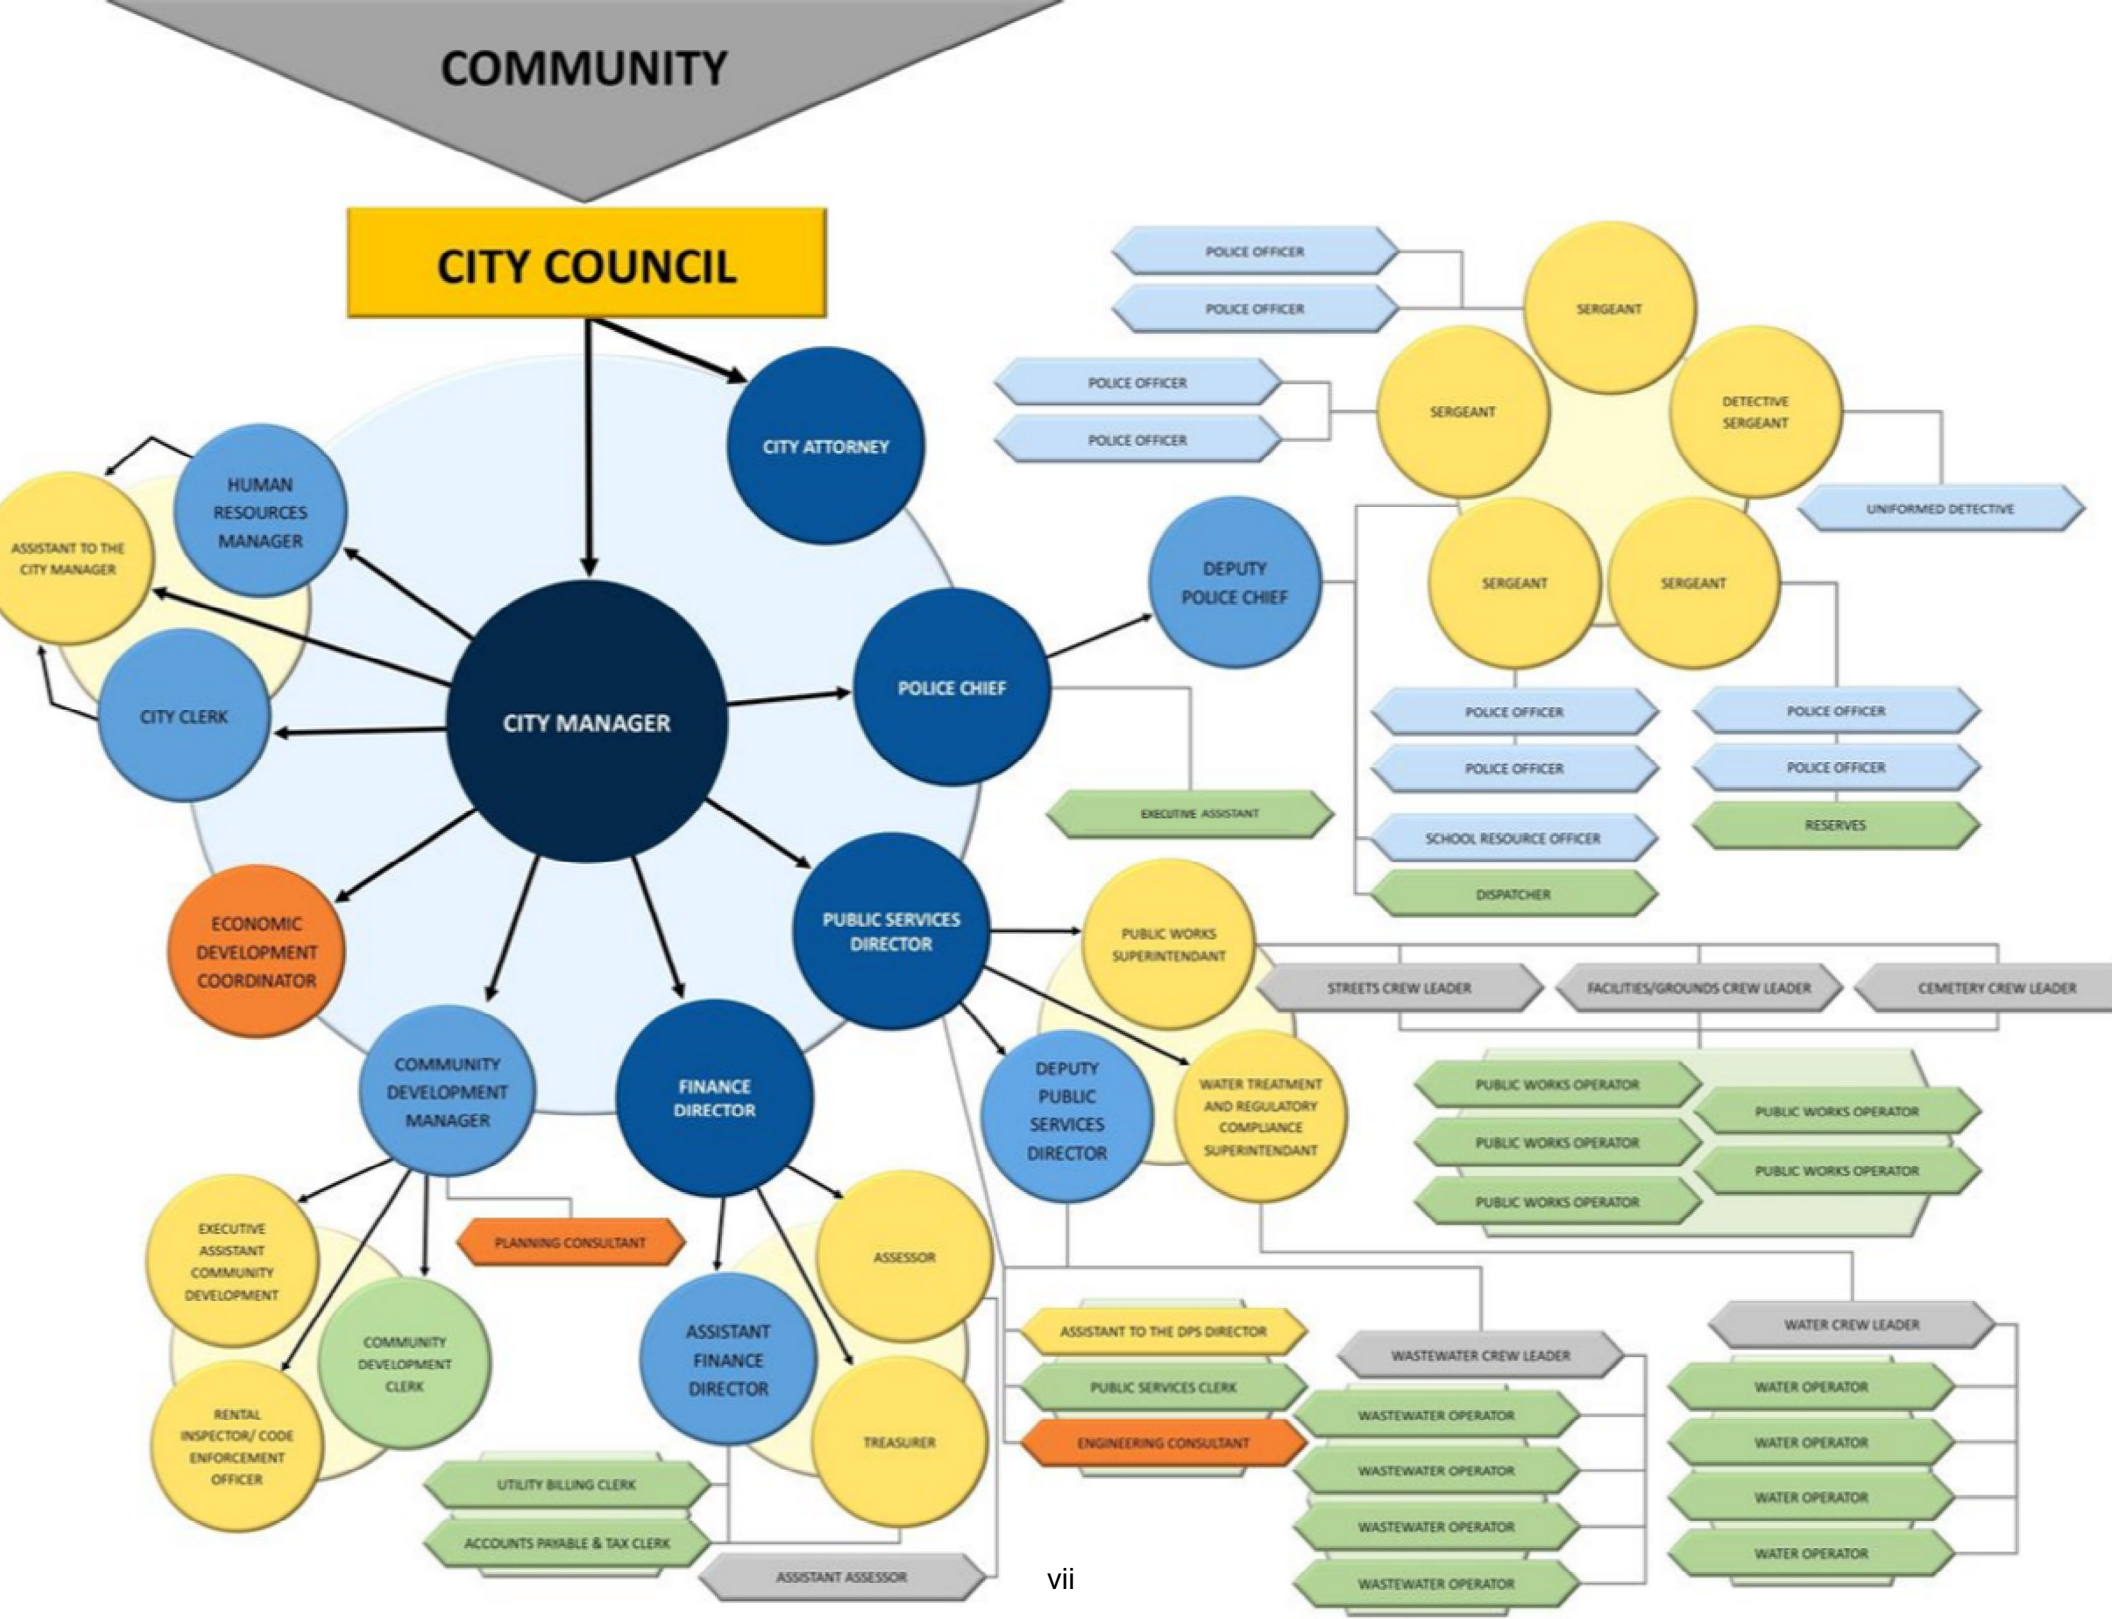 COMMUNITY
CITY COUNCIL
CITY ATTORNEY
HUMAN
RESOURCES
MANAGER
ASSISTANT TO THE
CITY MANAGER
CITY CLERK
CITY MANAGER
POLICE CHIEF
ECONOMIC
DEVELOPMENT
COORDINATOR
COMMUNITY
DEVELOPMENT
MANAGER
FINANCE
DIRECTOR
PUBLIC SERVICES
DIRECTOR
EXECUTIVE
ASSISTANT
COMMUNITY
DEVELOPMENT
PLANNING CONSULTANT
COMMUNITY
DEVELOPMENT
CLERK
RENTAL
INSPECTOR/ CODE
ENFORCEMENT
OFFICER
ASSESSOR
ASSISTANT
FINANCE
DIRECTOR
TREASURER
UTILITY BILLING CLERK
ACCOUNTS PAYABLE & TAX CLERK
ASSISTANT ASSESSOR
POLICE OFFICER
POLICE OFFICER
SERGEANT
POLICE OFFICER
POLICE OFFICER
SERGEANT
DETECTIVE
SERGEANT
UNIFORMED DETECTIVE
DEPUTY
POLICE CHIEF
SERGEANT
SERGEANT
POLICE OFFICER
POLICE OFFICER
POLICE OFFICER
POLICE OFFICER
EXECUTIVE ASSISTANT
RESERVES
SCHOOL RESOURCE OFFICER
DISPATCHER
PUBLIC WORKS
SUPERINTENDANT
STREETS CREW LEADER
FACILITIES/GROUNDS CREW LEADER
CEMETERY CREW LEADER
DEPUTY
PUBLIC
SERVICES
DIRECTOR
WATER TREATMENT
AND REGULATORY
COMPLIANCE
SUPERINTENDANT
PUBLIC WORKS OPERATOR
PUBLIC WORKS OPERATOR
PUBLIC WORKS OPERATOR
PUBLIC WORKS OPERATOR
PUBLIC WORKS OPERATOR
ASSISTANT TO THE DPS DIRECTOR
PUBLIC SERVICES CLERK
ENGINEERING CONSULTANT
WASTEWATER CREW LEADER
WASTEWATER OPERATOR
WASTEWATER OPERATOR
WASTEWATER OPERATOR
WASTEWATER OPERATOR
WATER CREW LEADER
WATER OPERATOR
WATER OPERATOR
WATER OPERATOR
WATER OPERATOR
vii